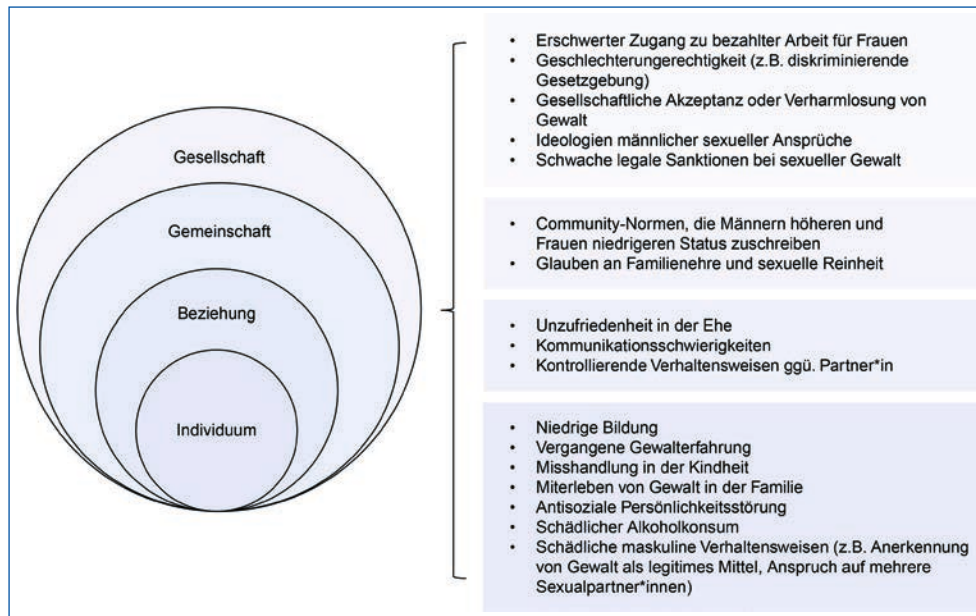 Gesellschaft
Gemeinschaft
Beziehung
Individuum
• Erschwerter Zugang zu bezahlter Arbeit für Frauen
• Geschlechterungerechtigkeit (z.B. diskriminierende
Gesetzgebung)
• Gesellschaftliche Akzeptanz oder Verharmlosung von
Gewalt
• Ideologien männlicher sexueller Ansprüche
• Schwache legale Sanktionen bei sexueller Gewalt
• Community-Normen, die Männern höheren und
Frauen niedrigeren Status zuschreiben
• Glauben an Familienehre und sexuelle Reinheit
• Unzufriedenheit in der Ehe
• Kommunikationsschwierigkeiten
• Kontrollierende Verhaltensweisen ggü. Partner*in
• Niedrige Bildung
• Vergangene Gewalterfahrung
• Misshandlung in der Kindheit
• Miterleben von Gewalt in der Familie
• Antisoziale Persönlichkeitsstörung
• Schädlicher Alkoholkonsum
• Schädliche maskuline Verhaltensweisen (z.B. Anerkennung
von Gewalt als legitimes Mittel, Anspruch auf mehrere
Sexualpartner*innen)